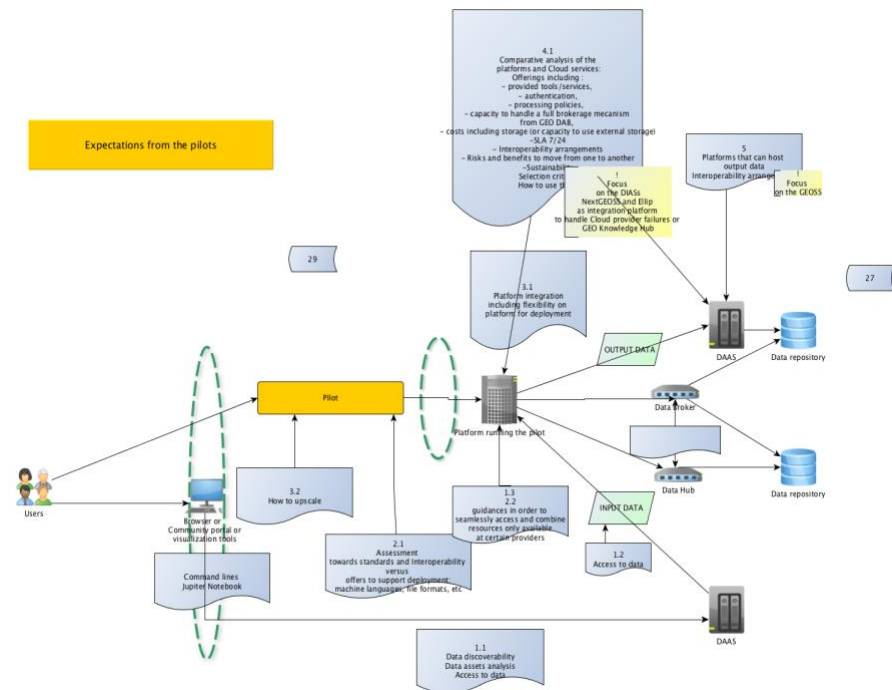 4.1
Comparative analysis of the
platforms and Cloud services:
Offerings including :
- provided tools/services,
- authentication,
- processing policies,
- capacity to handle a full brokerage mecanism
from GEO DAB,
- costs including storage (or capacity to use external storage)
-SLA 7/24
- Interoperability arrangements
- Risks and benefits to move from one to another
-Sustainability
Selection
How to use
Expectations from the pilots
!
Focus
on the DIASs
NextGEOSS and Ellip
as integration platform
to handle Cloud provider failures or
GEO Knowledge Hub
5
Platforms that can host
output data
Interoperability
!
Focus
on the GEOSS
29
27
3.1
Platform integration
including flexibility on
platform for deployment
OUTPUT DATA
DAAS
Data repository
Pilot
Platform running the pilot
Data Broker
Data Hub
Data repository
Users
Browser or
Community portal or
visualization tools
3.2
How to upscale
1.3
2.2
guidances in order to
seamlessly access and combine
resources only available
at certain providers
INPUT DATA
2.1
Assessment
towards standards and Interoperability
versus
offers to support deployment:
machine languages, file formats, etc
1.2
Access to data
Command lines
Jupiter Notebook
DAAS
1.1
Data discoverability
Data assets analysis
Access to data